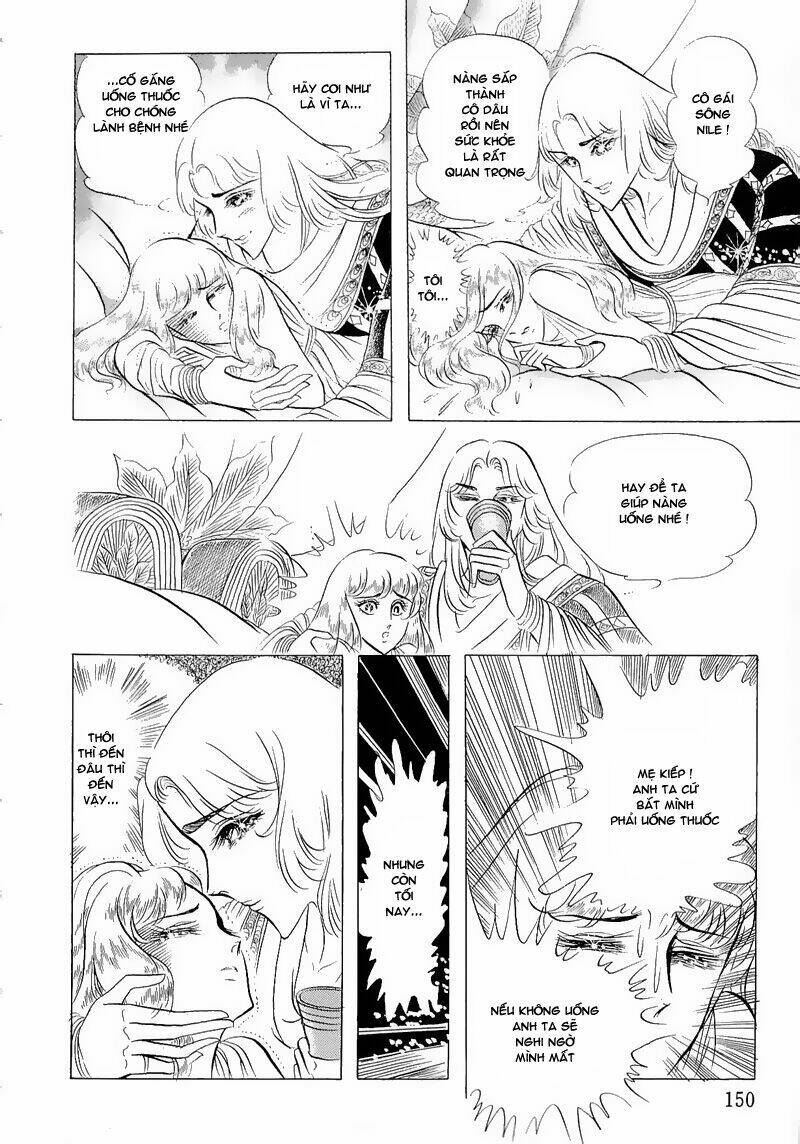 CÔ GÁI
SÔNG
NILE !
NÀNG SẮP
THÀNH
CÔ DÂU
RỒI NÊN
SỨC KHỎE
LÀ RẤT
QUAN TRỌNG
TÔI
TÔI...
HÃY CƠI NHƯ
LÀ VÌ TA...
...CỐ GẮNG
UỐNG THUỐC
CHO CHÓNG
LÀNH BỆNH NHÉ
HAY ĐỀ TA
GIÚP NÀNG
UỐNG NHÉ !
MẸ KIẾP !
ANH TA CỨ
BẮT MÌNH
PHẢI UỐNG THUỐC
NẾU KHÔNG UỐNG
ANH TA SẼ
NGHI NGỜ
MÌNH MẤT
NHƯNG
CÒN
TỐI
NAY...
THÔI
THÌ ĐẾN
ĐÂU THÌ
ĐẾN
VẬY...
150